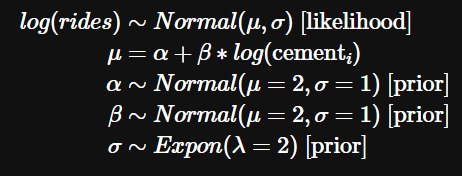 log(rides) ∼ Normal(μ, σ) [likelihood]
μ = α + β ∗ log(cementᵢ)
α ∼ Normal(μ = 2, σ = 1) [prior]
β ∼ Normal(μ = 2, σ = 1) [prior]
σ ∼ Expon(λ = 2) [prior]